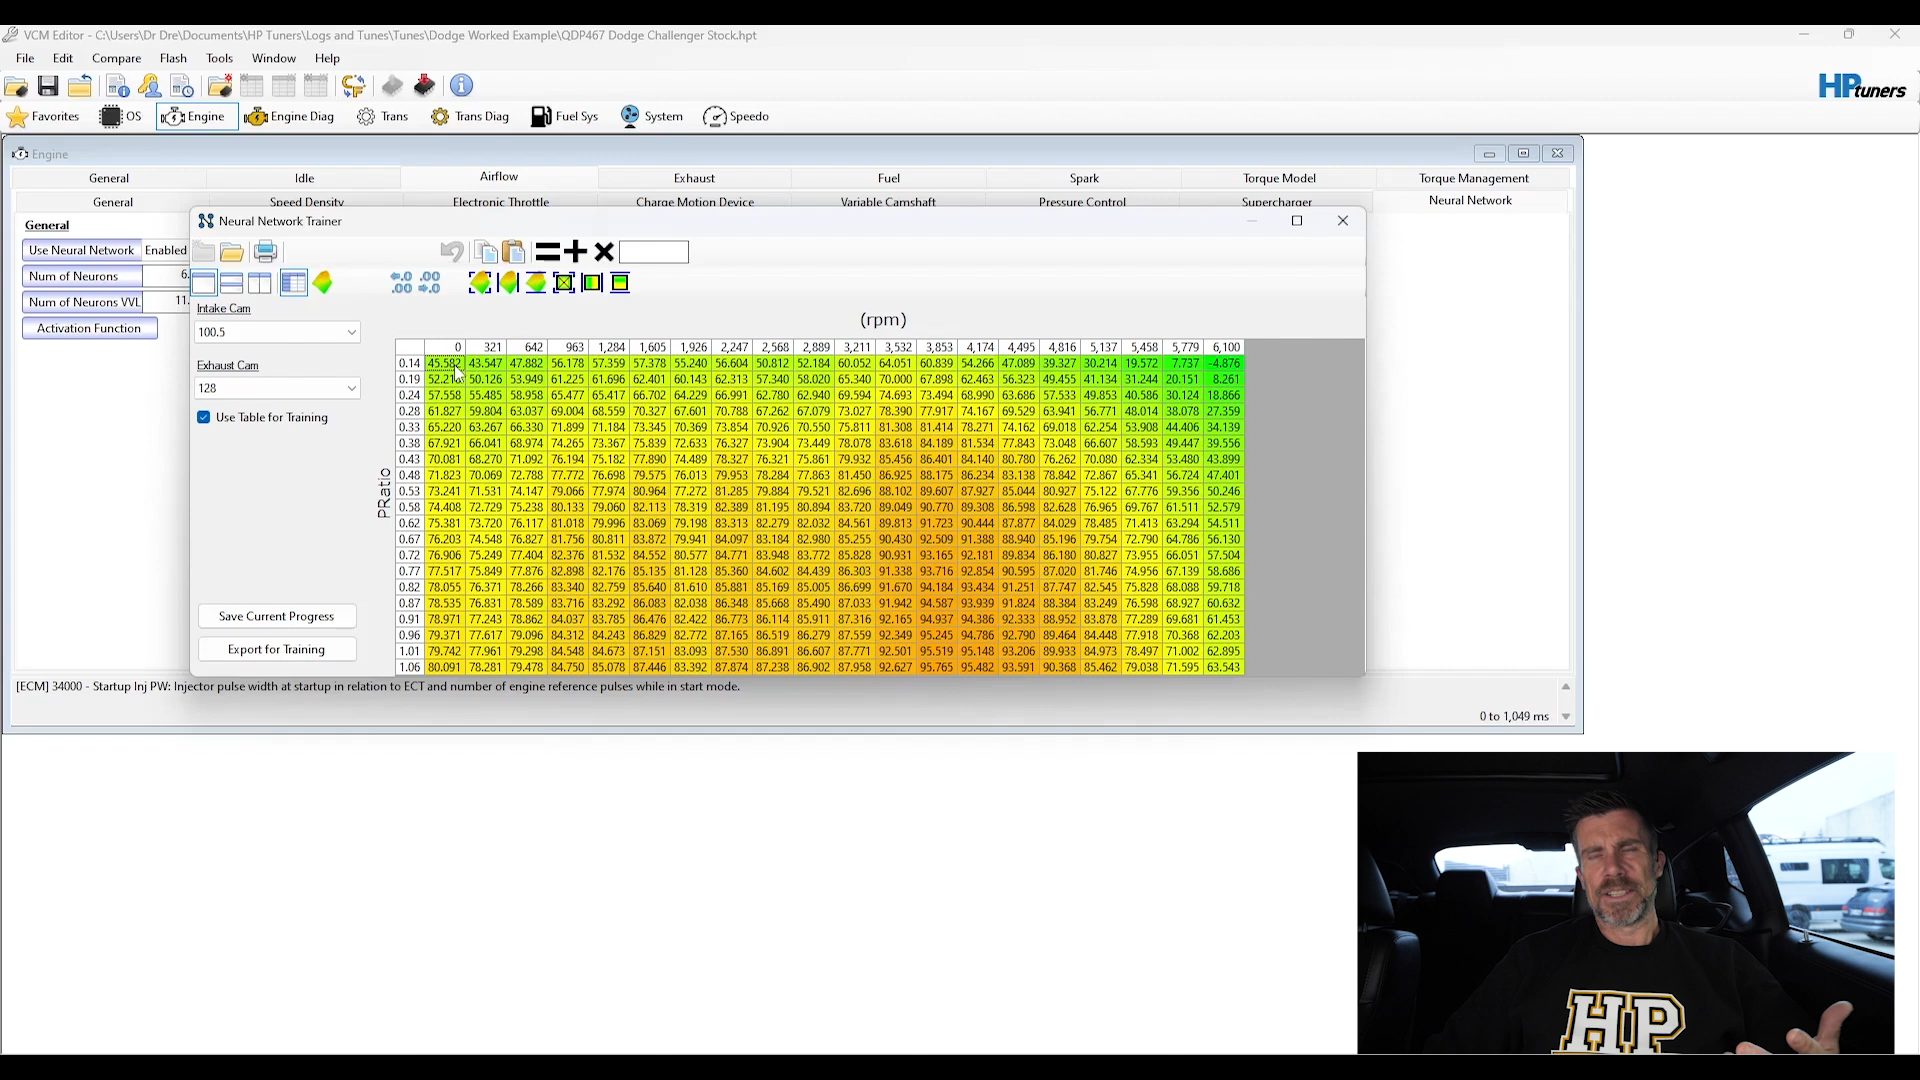 VCM Editor - C:\Users\Dr Dre\Documents\HP Tuners\Logs and Tunes\Tunes\Dodge Worked Example\QDP467 Dodge Challenger Stock.hpt
File Edit Compare Flash Tools Window Help
HPtuners
Favorites OS Engine Engine Diag Trans Trans Diag Fuel Sys System Speedo
Engine
General Idle Airflow Exhaust Fuel Spark Torque Model Torque Management
General Speed Density Electronic Throttle Charge Motion Device Variable Camshaft Pressure Control Supercharger Neural Network
General
Use Neural Network Enabled
Num of Neurons 6.
Num of Neurons VVL 11.
Activation Function
Neural Network Trainer
Intake Cam
100.5
Exhaust Cam
128
Use Table for Training
Save Current Progress
Export for Training
(rpm)
PRatio
0 321 642 963 1,284 1,605 1,926 2,247 2,568 2,889 3,211 3,532 3,853 4,174 4,495 4,816 5,137 5,458 5,779 6,100
0.14 45.582 43.547 47.882 56.178 57.359 57.378 55.240 56.604 50.812 52.184 60.052 64.051 60.839 54.266 47.089 39.327 30.214 19.572 7.737 -4.876
0.19 50.126 53.949 61.225 61.696 62.401 60.143 62.313 57.340 58.020 65.340 70.000 67.898 62.463 56.323 49.455 41.134 31.244 20.151 8.261
0.24 57.558 55.485 58.958 65.477 65.417 66.702 64.229 66.991 62.780 62.940 69.594 74.693 73.494 68.990 63.686 57.533 49.853 40.586 30.124 18.866
0.28 61.827 59.804 63.037 69.004 68.559 70.327 67.601 70.788 67.262 67.079 73.027 78.390 77.917 74.167 69.529 63.941 56.771 48.014 38.078 27.359
0.33 65.220 63.267 66.330 71.899 71.184 73.345 70.369 73.854 70.926 70.550 75.811 81.308 81.414 78.271 74.162 69.018 62.254 53.908 44.406 34.139
0.38 67.921 66.041 68.974 74.265 73.367 75.839 72.633 76.327 73.904 73.449 78.078 83.618 84.189 81.534 77.843 73.048 66.607 58.593 49.447 39.556
0.43 70.081 68.270 71.092 76.194 75.182 77.890 74.489 78.327 76.321 75.861 79.932 85.456 86.401 84.140 80.780 76.262 70.080 62.334 53.480 43.899
0.48 71.823 70.069 72.788 77.772 76.698 79.575 76.013 79.953 78.284 77.863 81.450 86.925 88.175 86.234 83.138 78.842 72.867 65.341 56.724 47.401
0.53 73.241 71.531 74.147 79.066 77.974 80.964 77.272 81.285 79.884 79.521 82.696 88.102 89.607 87.927 85.044 80.927 75.122 67.776 59.356 50.246
0.58 74.408 72.729 75.238 80.133 79.060 82.113 78.319 82.389 81.195 80.894 83.720 89.049 90.770 89.308 86.598 82.628 76.965 69.767 61.511 52.579
0.62 75.381 73.720 76.117 81.018 79.996 83.069 79.198 83.313 82.279 82.032 84.561 89.813 91.723 90.444 87.877 84.029 78.485 71.413 63.294 54.511
0.67 76.203 74.548 76.827 81.756 80.811 83.872 79.941 84.097 83.184 82.980 85.255 90.430 92.509 91.388 88.940 85.196 79.754 72.790 64.786 56.130
0.72 76.906 75.249 77.404 82.376 81.532 84.552 80.577 84.771 83.948 83.772 85.828 90.931 93.165 92.181 89.834 86.180 80.827 73.955 66.051 57.504
0.77 77.517 75.849 77.876 82.898 82.176 85.135 81.128 85.360 84.602 84.439 86.303 91.338 93.716 92.854 90.595 87.020 81.746 74.956 67.139 58.686
0.82 78.055 76.371 78.266 83.340 82.759 85.640 81.610 85.881 85.169 85.005 86.699 91.670 94.184 93.434 91.251 87.747 82.545 75.828 68.088 59.718
0.87 78.535 76.831 78.589 83.716 83.292 86.083 82.038 86.348 85.668 85.490 87.033 91.942 94.587 93.939 91.824 88.384 83.249 76.598 68.927 60.632
0.91 78.971 77.243 78.862 84.037 83.785 86.476 82.422 86.773 86.114 85.911 87.316 92.165 94.937 94.386 92.333 88.952 83.878 77.289 69.681 61.453
0.96 79.371 77.617 79.096 84.312 84.243 86.829 82.772 87.165 86.519 86.279 87.559 92.349 95.245 94.786 92.790 89.464 84.448 77.918 70.368 62.203
1.01 79.742 77.961 79.298 84.548 84.673 87.151 83.093 87.530 86.891 86.607 87.771 92.501 95.519 95.148 93.206 89.933 84.973 78.497 71.002 62.895
1.06 80.091 78.281 79.478 84.750 85.078 87.446 83.392 87.874 87.238 86.902 87.958 92.627 95.765 95.482 93.591 90.368 85.462 79.038 71.595 63.543
[ECM] 34000 - Startup Inj PW: Injector pulse width at startup in relation to ECT and number of engine reference pulses while in start mode.
0 to 1,049 ms
HP